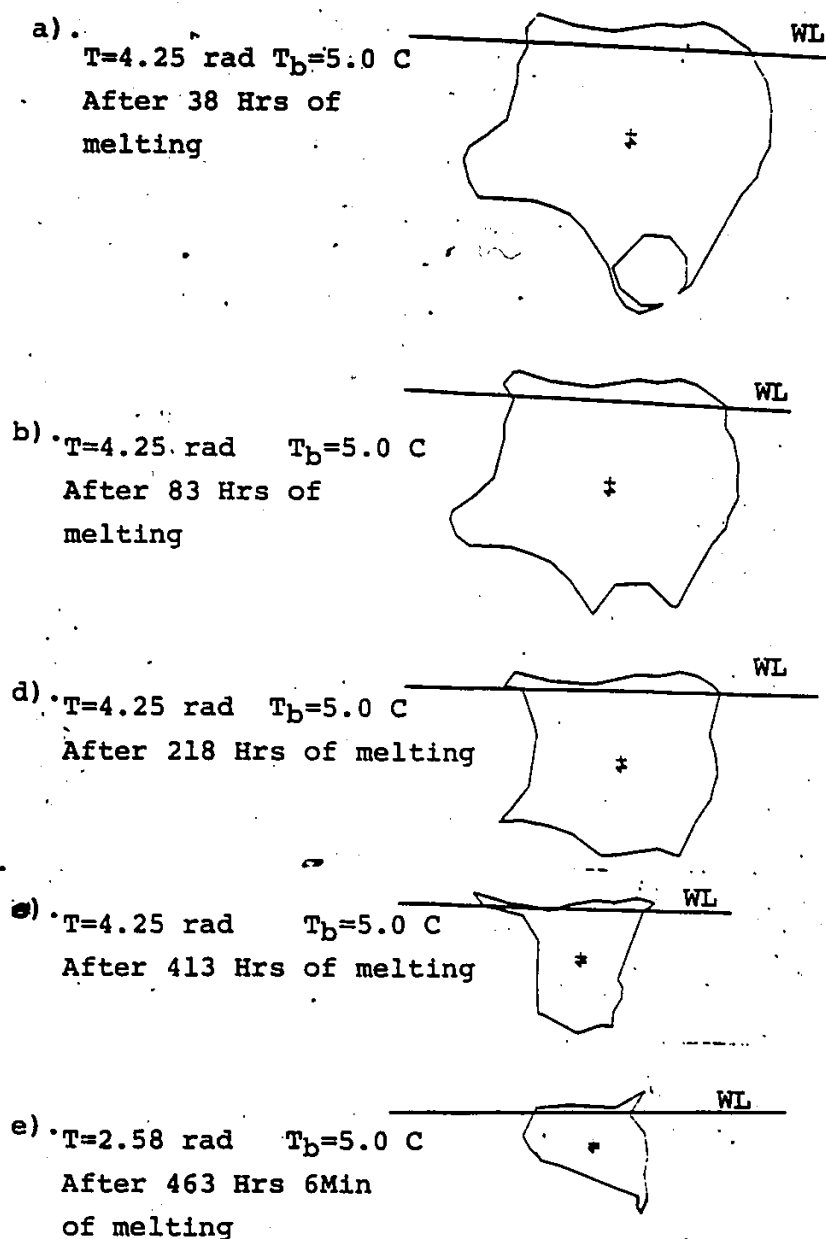 a).
T=4.25 rad Tb=5.0 C
After 38 Hrs of
melting
WL
b).
T=4.25 rad Tb=5.0 C
After 83 Hrs of
melting
WL
d).
T=4.25 rad Tb=5.0 C
After 218 Hrs of melting
WL
T=4.25 rad Tb=5.0 C
After 413 Hrs of melting
WL
e).
T=2.58 rad Tb=5.0 C
After 463 Hrs 6Min
of melting
WL